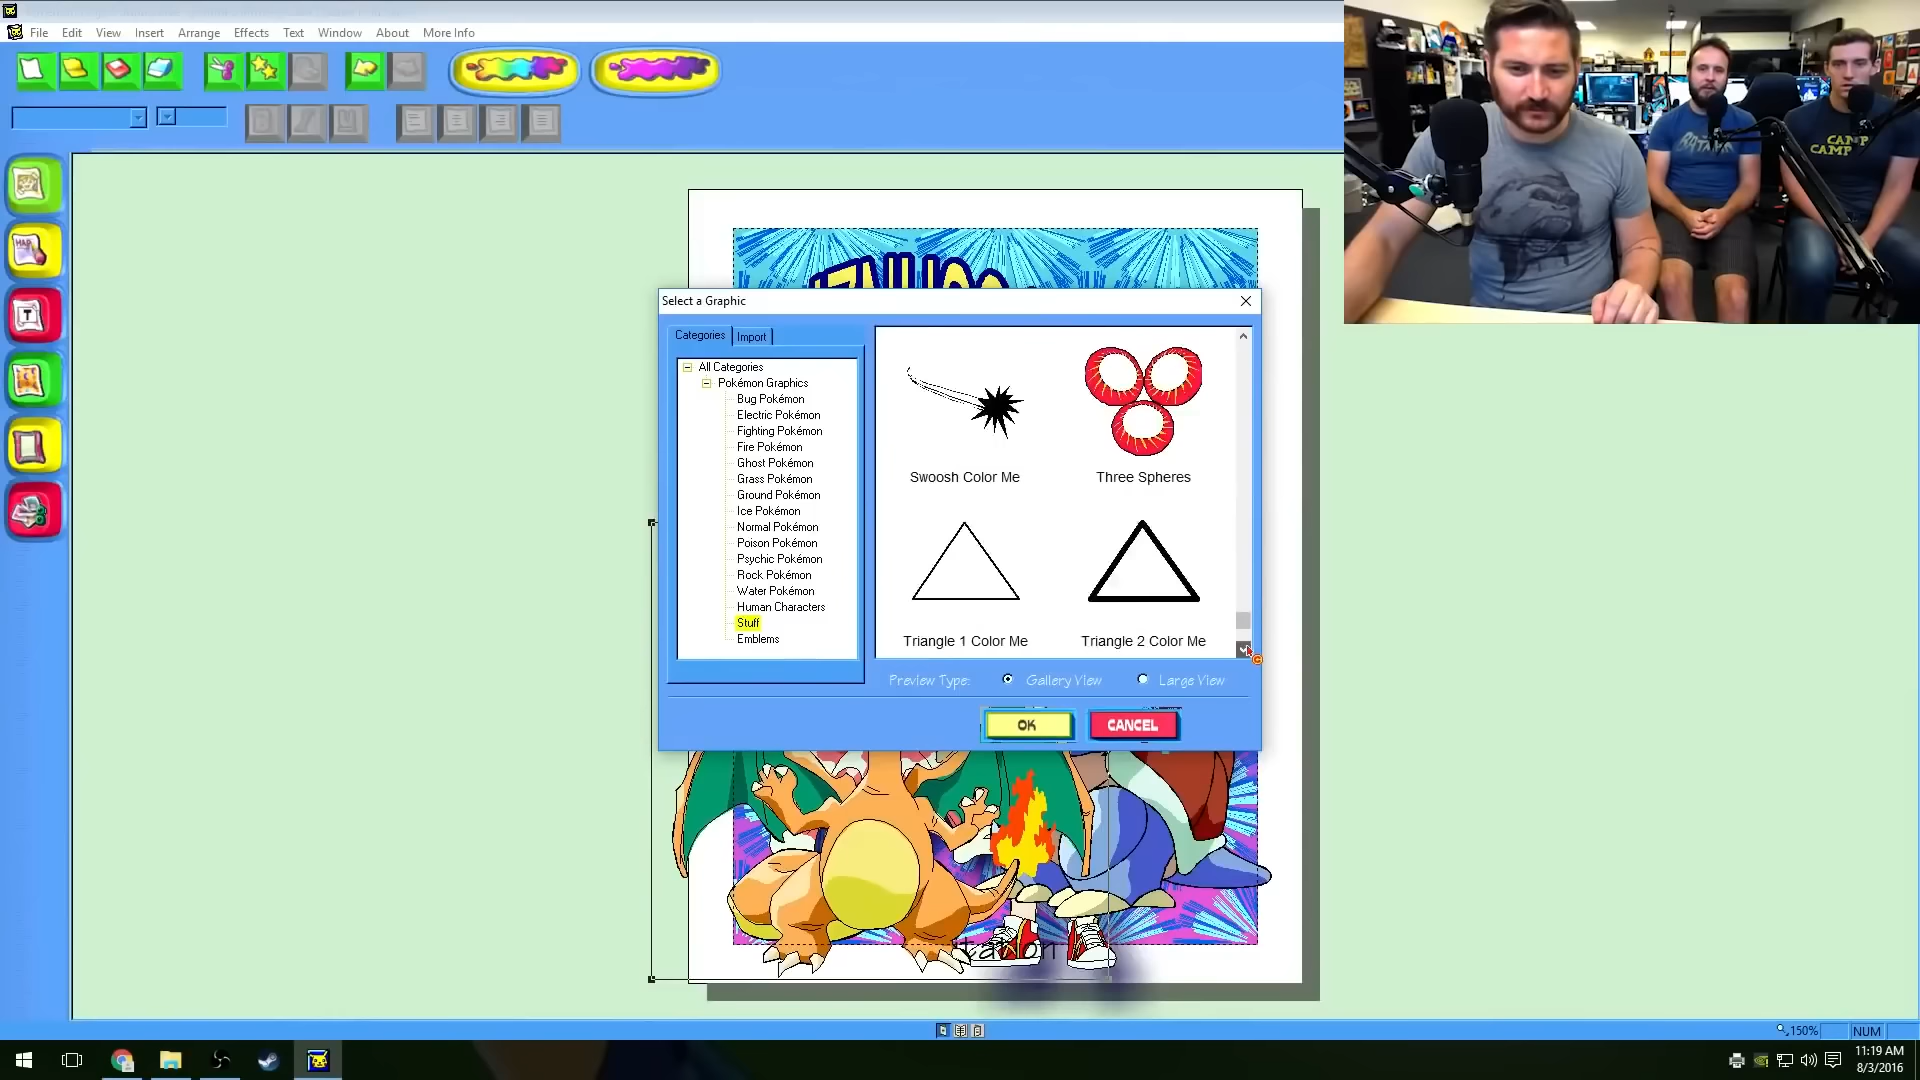 File Edit View Insert Arrange Effects Text Window About More Info
CAMP
CAMP
Select a Graphic
Categories Import
All Categories
Pokémon Graphics
Bug Pokémon
Electric Pokémon
Fighting Pokémon
Fire Pokémon
Ghost Pokémon
Grass Pokémon
Ground Pokémon
Ice Pokémon
Normal Pokémon
Poison Pokémon
Psychic Pokémon
Rock Pokémon
Water Pokémon
Human Characters
Stuff
Emblems
Swoosh Color Me Three Spheres
Triangle 1 Color Me Triangle 2 Color Me
Preview Type: Gallery View Large View
OK CANCEL
150% NUM
11:19 AM
8/3/2016